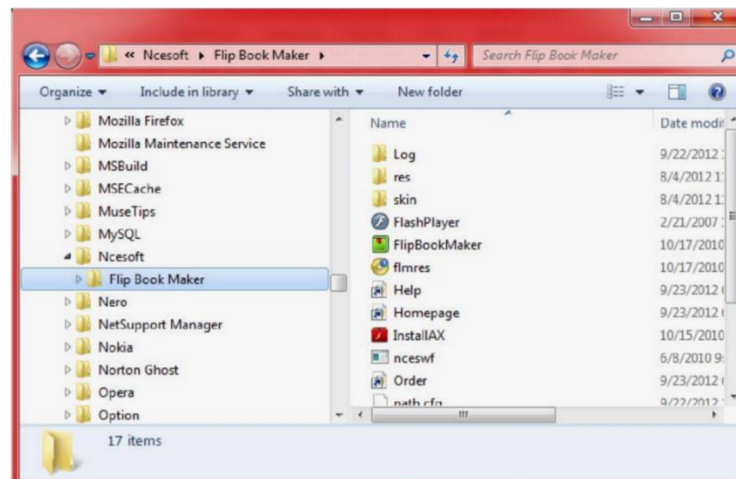 « Ncesoft ▸ Flip Book Maker ▸
Search Flip Book Maker
Organize Include in library Share with New folder
Mozilla Firefox
Mozilla Maintenance Service
MSBuild
MSECache
MuseTips
MySQL
Ncesoft
Flip Book Maker
Nero
NetSupport Manager
Nokia
Norton Ghost
Opera
Option
Name Date modif
Log 9/22/2012
res 8/4/2012 1
skin 8/4/2012 1
FlashPlayer 2/21/2007
FlipBookMaker 10/17/2010
flmres 10/17/2010
Help 9/23/2012
Homepage 9/23/2012
InstallAX 10/15/2010
nceswf 6/8/2010 9:
Order 9/23/2012
path.cfg 9/22/2012
17 items